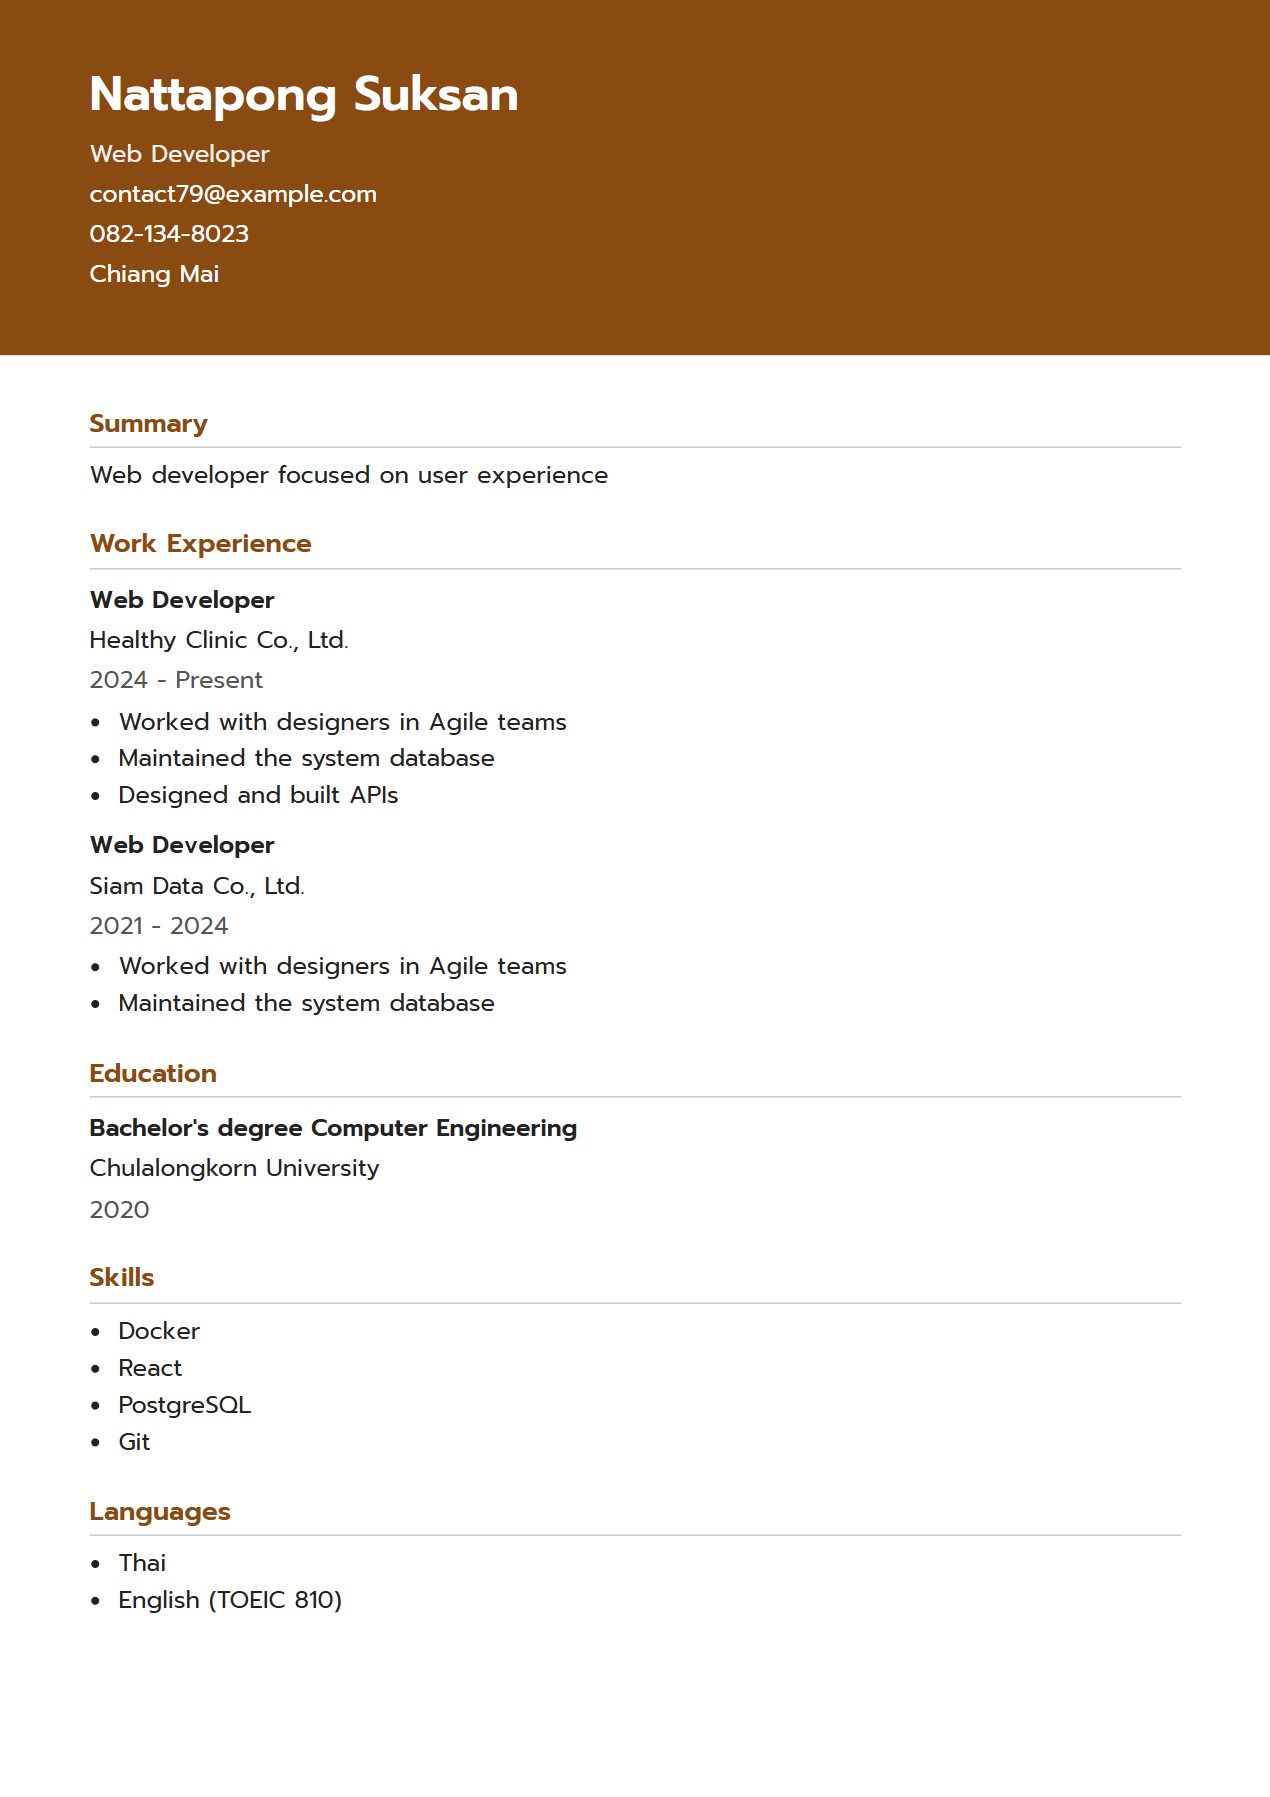 Nattapong Suksan
Web Developer
contact79@example.com
082-134-8023
Chiang Mai
Summary
Web developer focused on user experience
Work Experience
Web Developer
Healthy Clinic Co., Ltd.
2024 - Present
• Worked with designers in Agile teams
• Maintained the system database
• Designed and built APIs
Web Developer
Siam Data Co., Ltd.
2021 - 2024
• Worked with designers in Agile teams
• Maintained the system database
Education
Bachelor's degree Computer Engineering
Chulalongkorn University
2020
Skills
• Docker
• React
• PostgreSQL
• Git
Languages
• Thai
• English (TOEIC 810)